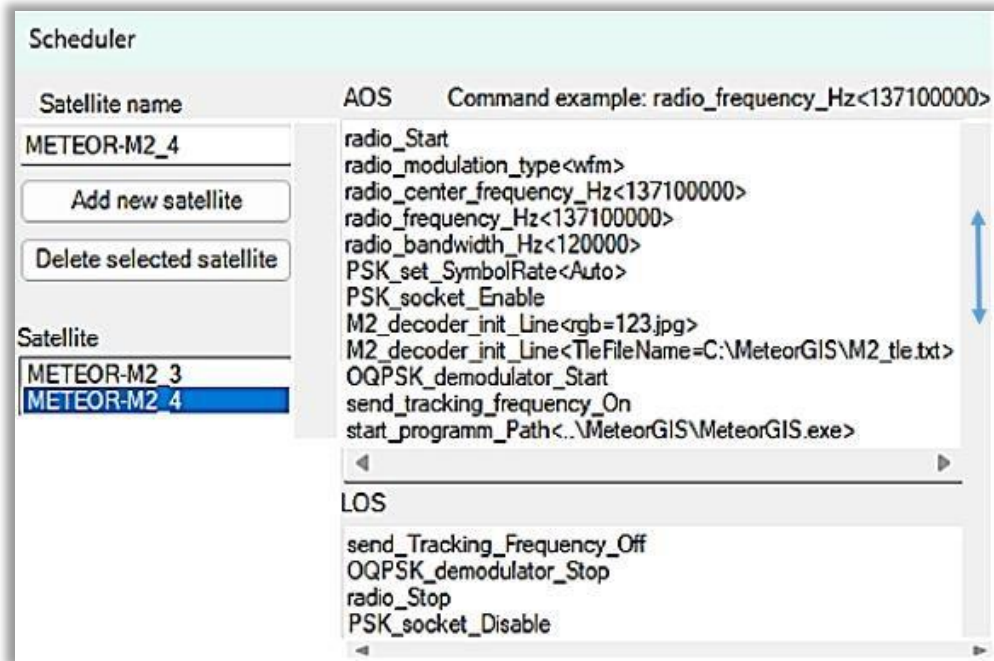 Scheduler
Satellite name
METEOR-M2_4
Add new satellite
Delete selected satellite
Satellite
METEOR-M2_3
METEOR-M2_4
AOS Command example: radio_frequency_Hz<137100000>
radio_Start
radio_modulation_type<wfm>
radio_center_frequency_Hz<137100000>
radio_frequency_Hz<137100000>
radio_bandwidth_Hz<120000>
PSK_set_SymbolRate<Auto>
PSK_socket_Enable
M2_decoder_init_Line<rgb=123.jpg>
M2_decoder_init_Line<TleFileName=C:\MeteorGIS\M2_tle.txt>
OQPSK_demodulator_Start
send_tracking_frequency_On
start_programm_Path<..\MeteorGIS\MeteorGIS.exe>
LOS
send_Tracking_Frequency_Off
OQPSK_demodulator_Stop
radio_Stop
PSK_socket_Disable